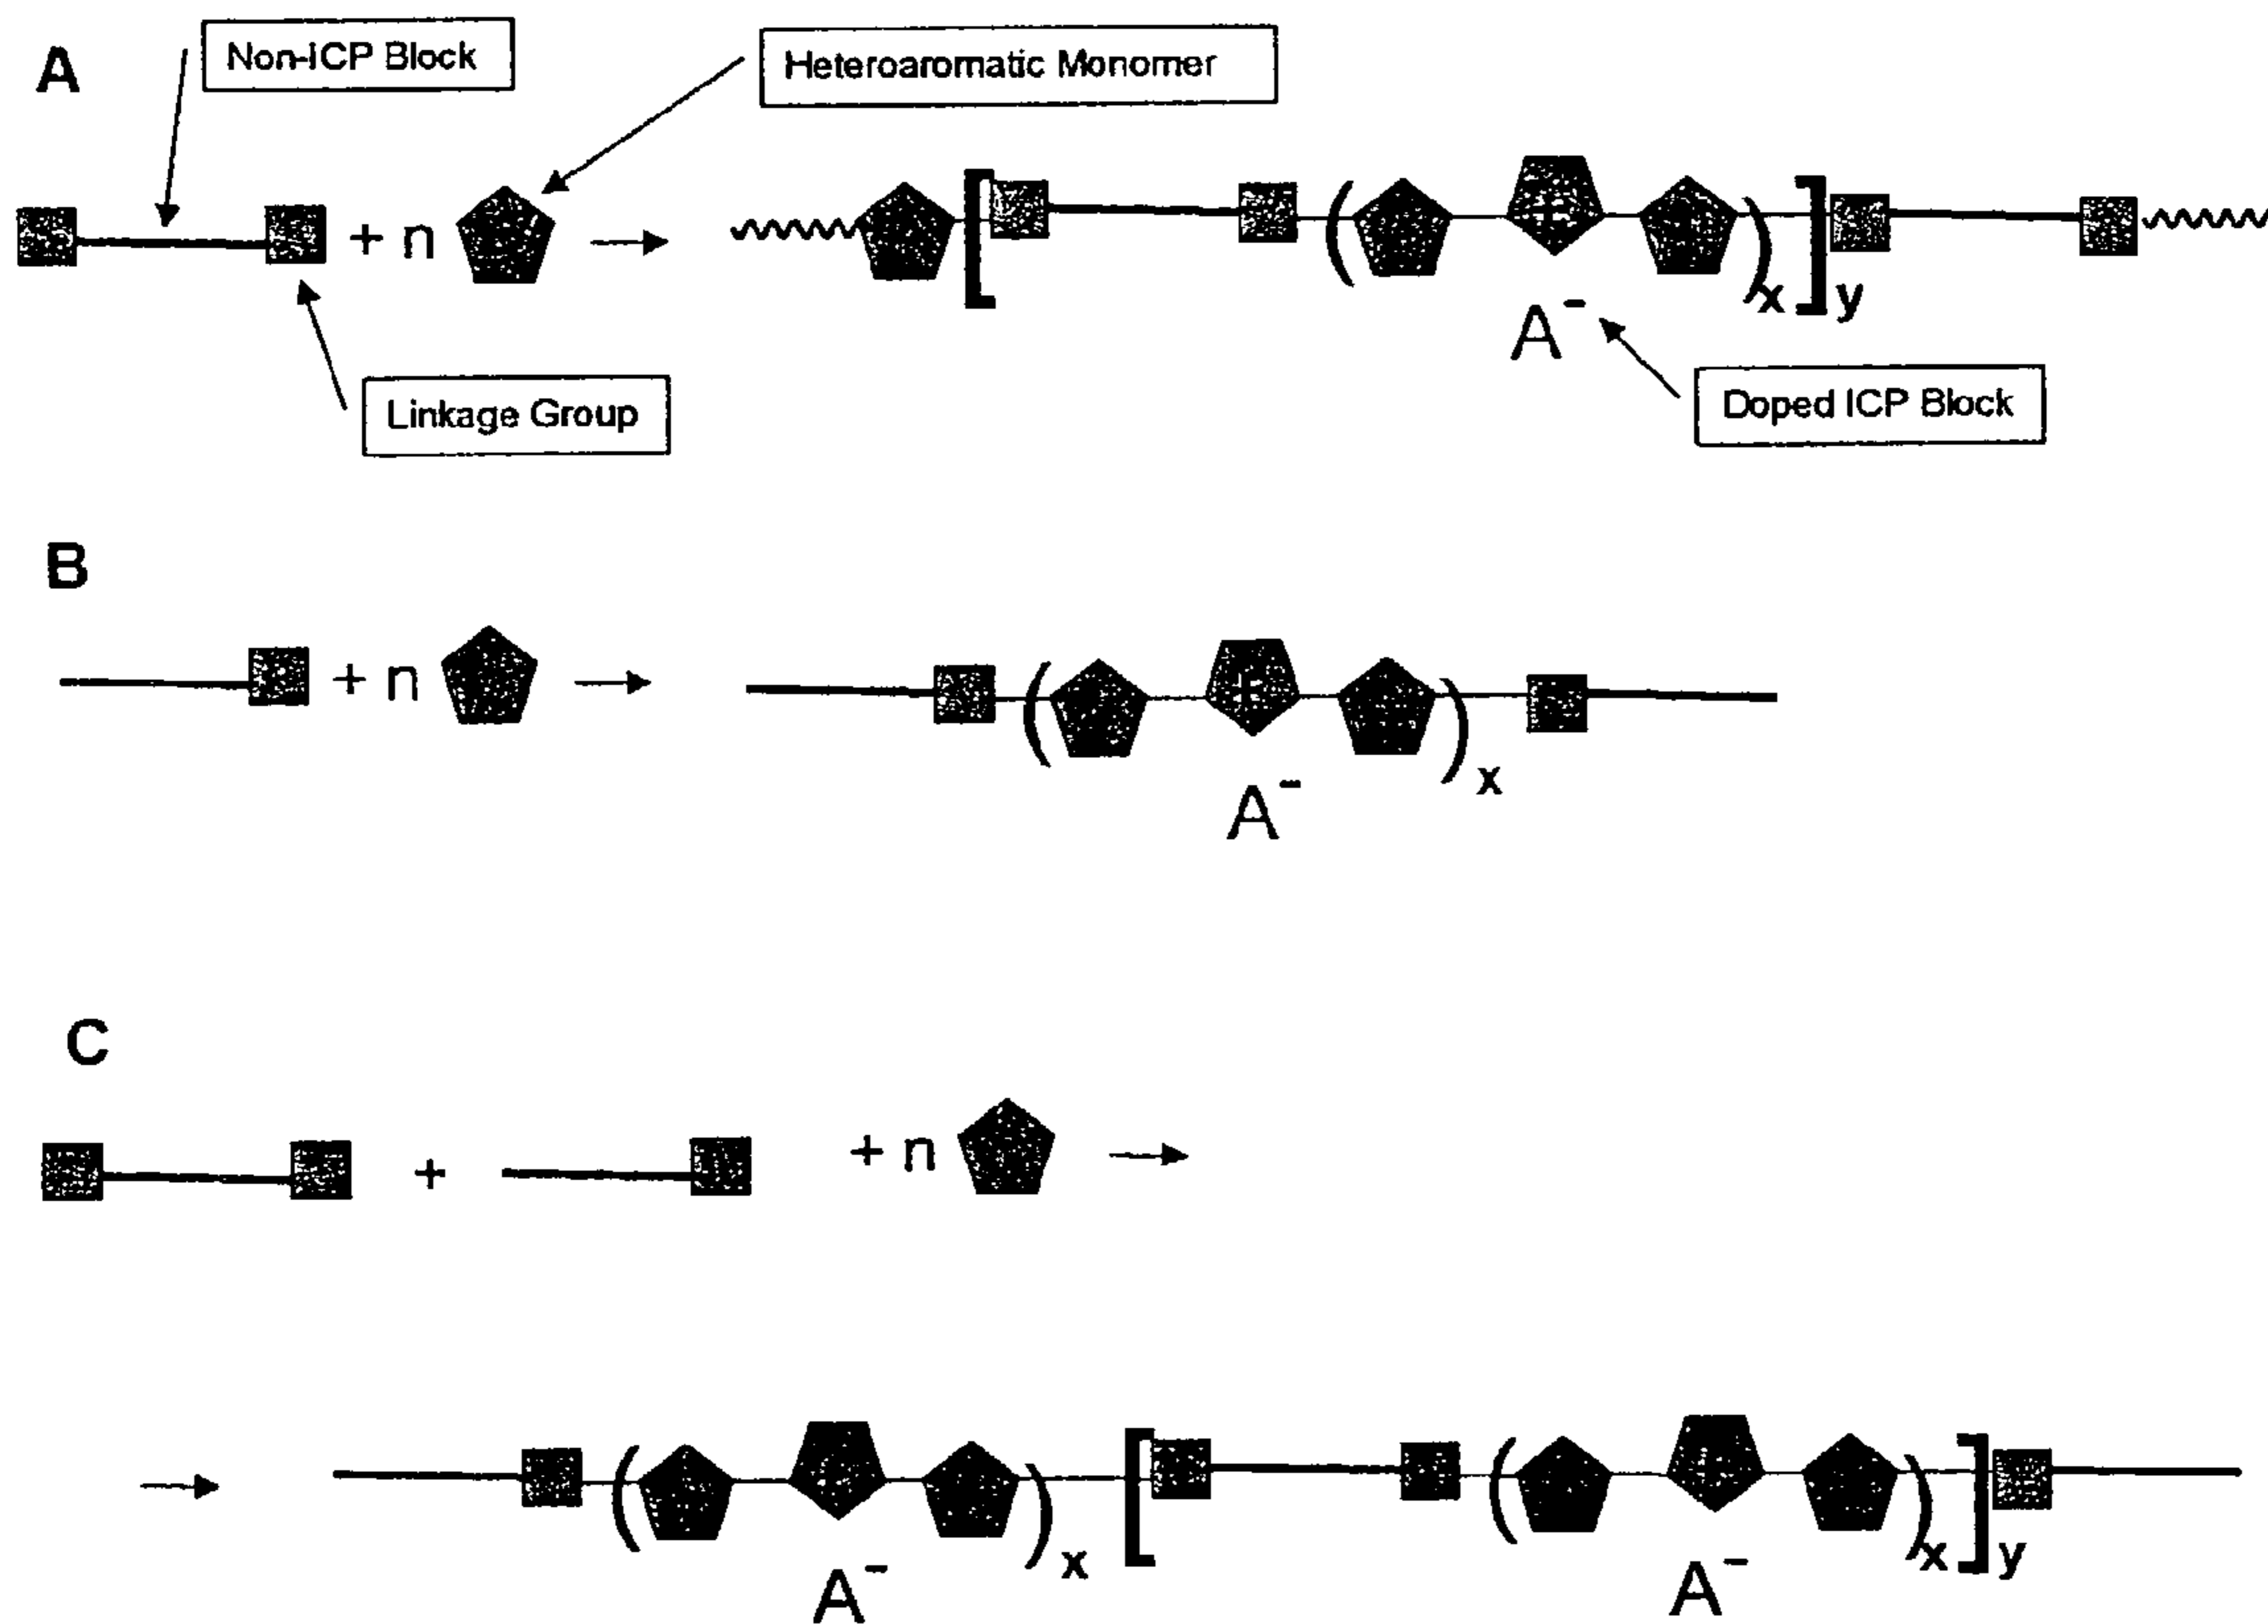 A
Non-ICP Block
Heteroaromatic Monomer
+ n
+
x
y
A⁻
Linkage Group
Doped ICP Block
B
+ n
+
x
A⁻
C
+
+ n
x
x
y
A⁻
A⁻